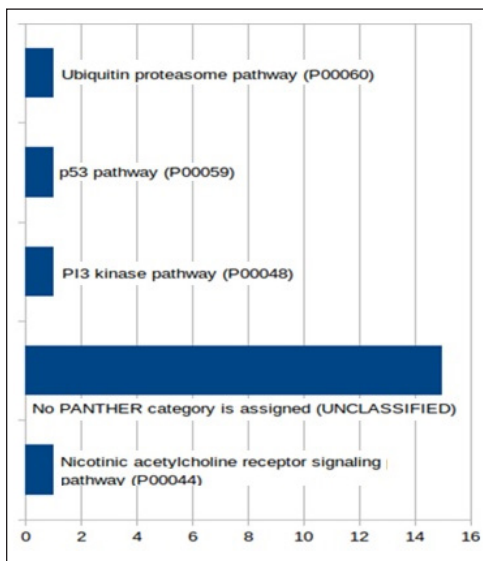 Ubiquitin proteasome pathway (P00060)
p53 pathway (P00059)
PI3 kinase pathway (P00048)
No PANTHER category is assigned (UNCLASSIFIED)
Nicotinic acetylcholine receptor signaling
pathway (P00044)
0 2 4 6 8 10 12 14 16